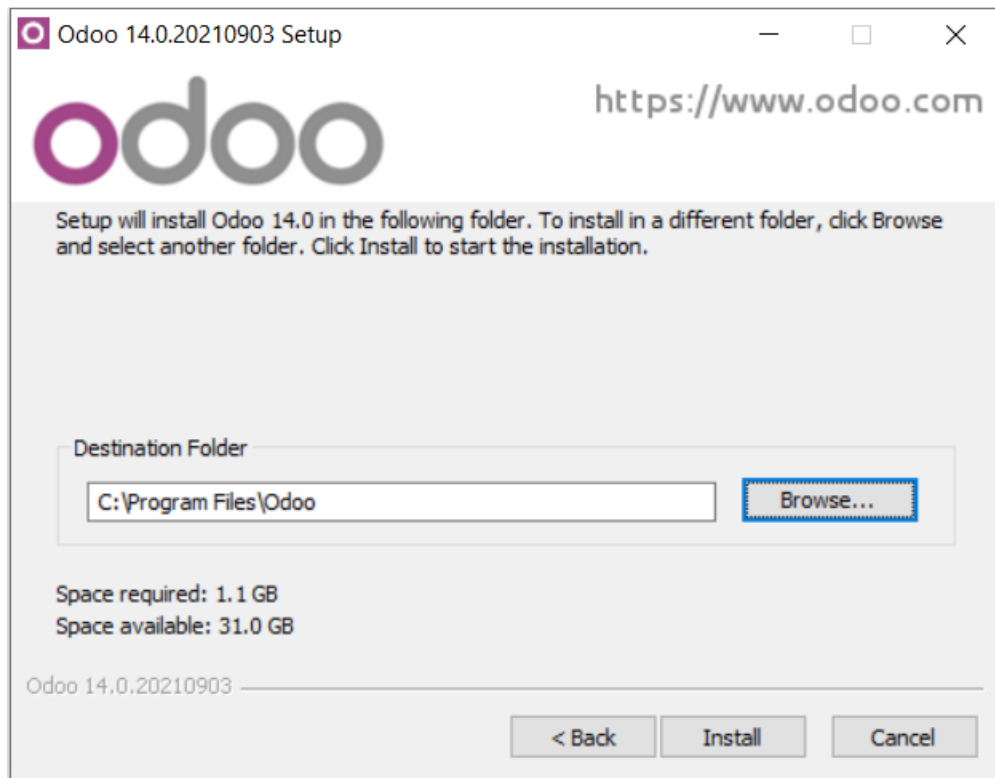 Odoo 14.0.20210903 Setup
odoo
https://www.odoo.com
Setup will install Odoo 14.0 in the following folder. To install in a different folder, click Browse
and select another folder. Click Install to start the installation.
Destination Folder
C:\Program Files\Odoo
Browse...
Space required: 1.1 GB
Space available: 31.0 GB
Odoo 14.0.20210903
< Back
Install
Cancel